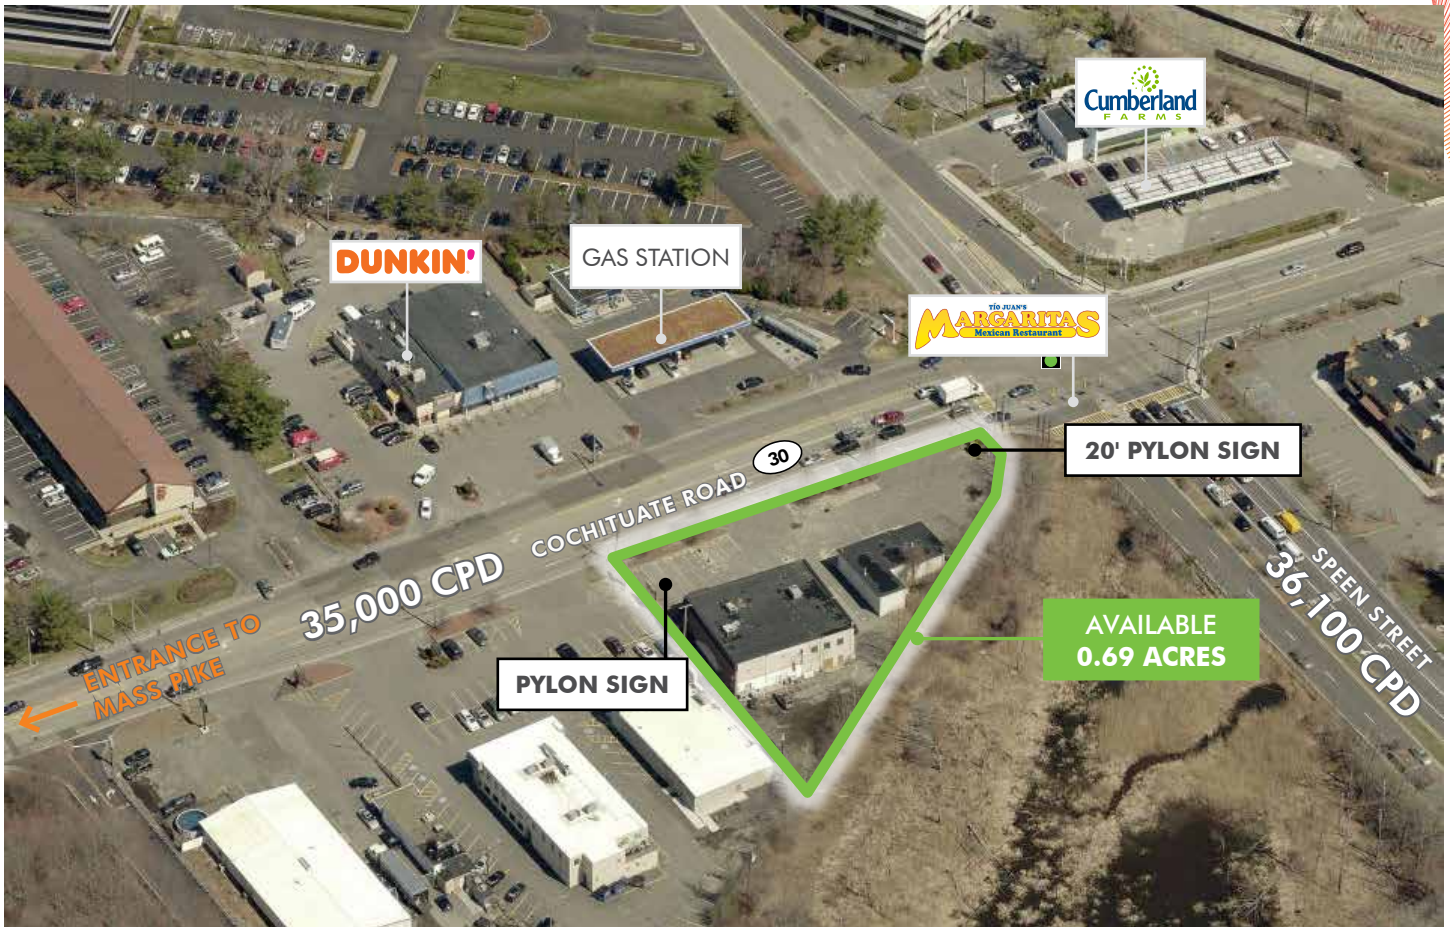 Cumberland
FARMS
DUNKIN'
GAS STATION
TÍO JUAN'S
MARGARITAS
Mexican Restaurant
30
20' PYLON SIGN
COCHITUATE ROAD
35,000 CPD
SPEEN STREET
36,100 CPD
AVAILABLE
0.69 ACRES
ENTRANCE TO
MASS PIKE
PYLON SIGN